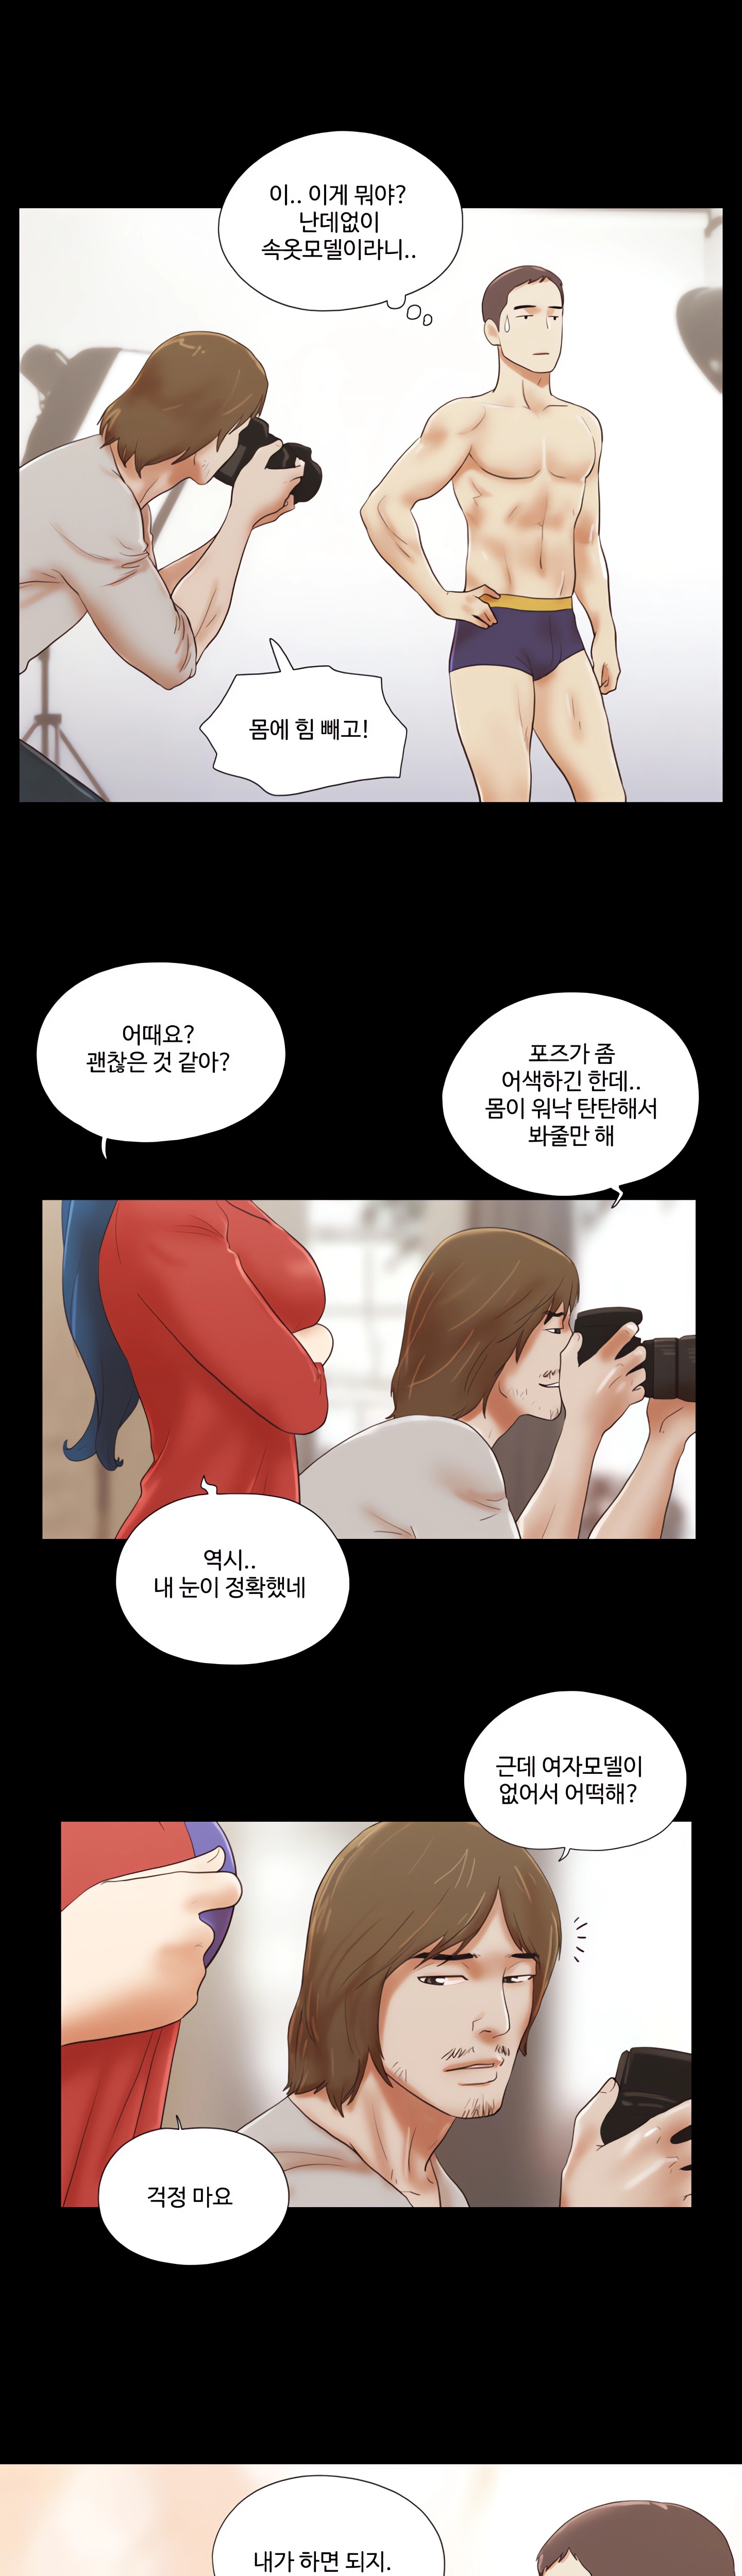 이.. 이게 뭐야?
난데없이
속옷모델이라니..
몸에 힘 빼고!
어때요?
괜찮은 것 같아?
포즈가 좀
어색하긴 한데..
몸이 워낙 탄탄해서
봐줄만 해
역시..
내 눈이 정확했네
근데 여자모델이
없어서 어떡해?
걱정 마요
내가 하면 되지.